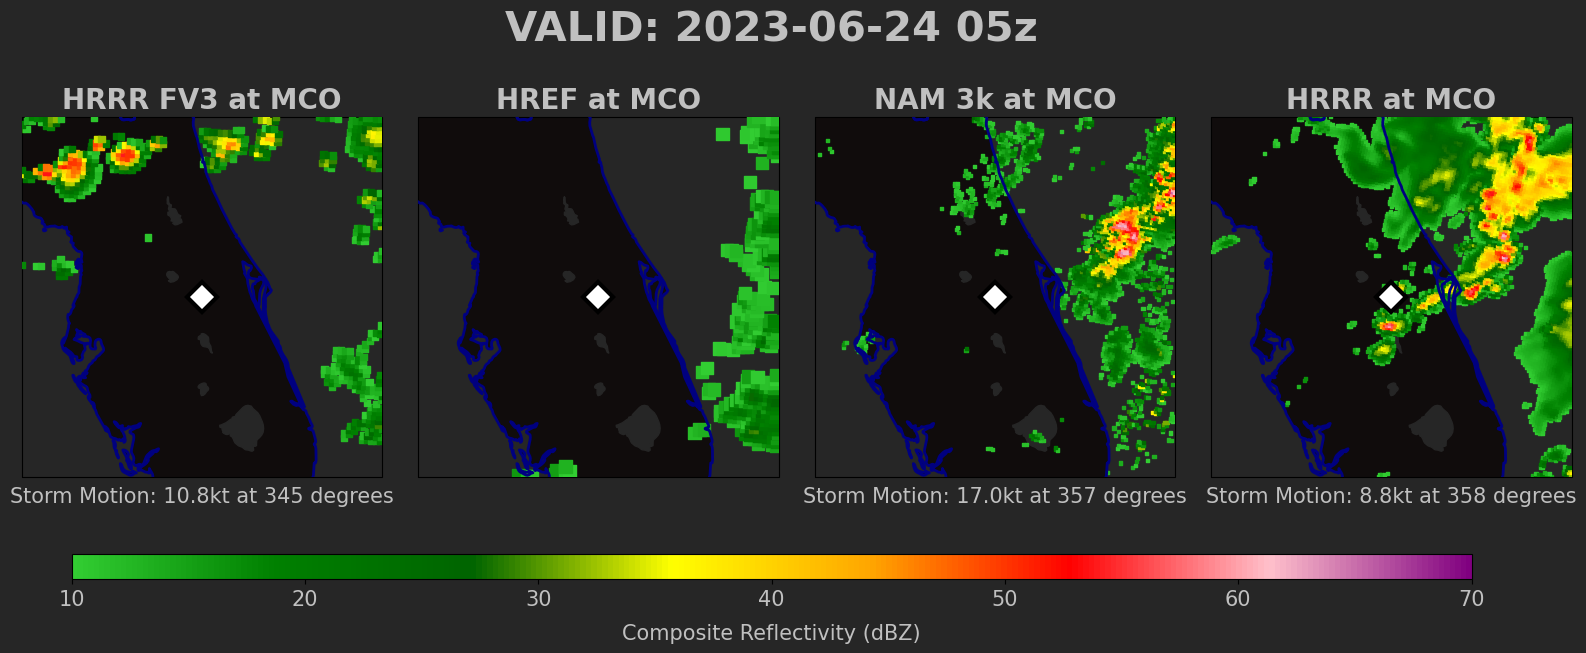 VALID: 2023-06-24 05z
HRRR FV3 at MCO
HREF at MCO
NAM 3k at MCO
HRRR at MCO
Storm Motion: 10.8kt at 345 degrees
Storm Motion: 17.0kt at 357 degrees
Storm Motion: 8.8kt at 358 degrees
10 20 30 40 50 60 70
Composite Reflectivity (dBZ)